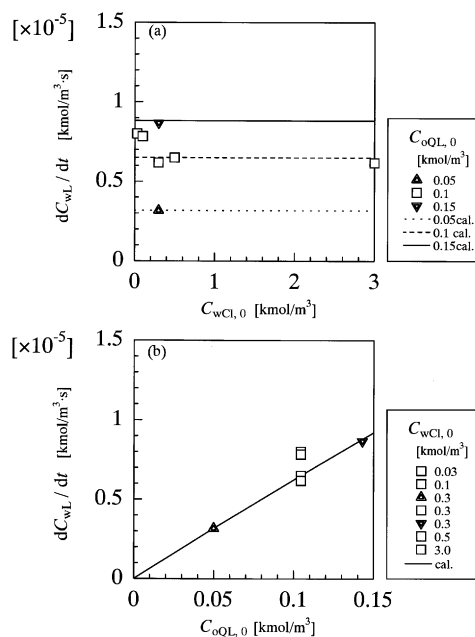 [×10⁻⁵]
1.5
(a)
1
0.5
0
dC_wL / dt [kmol/m³·s]
0 1 2 3
C_wCl, 0 [kmol/m³]
C_oQL, 0
[kmol/m³]
0.05
0.1
0.15
0.05cal.
0.1 cal.
0.15cal.
[×10⁻⁵]
1.5
(b)
1
0.5
0
dC_wL / dt [kmol/m³·s]
0 0.05 0.1 0.15
C_oQL, 0 [kmol/m³]
C_wCl, 0
[kmol/m³]
0.03
0.1
0.3
0.3
0.3
0.5
3.0
cal.